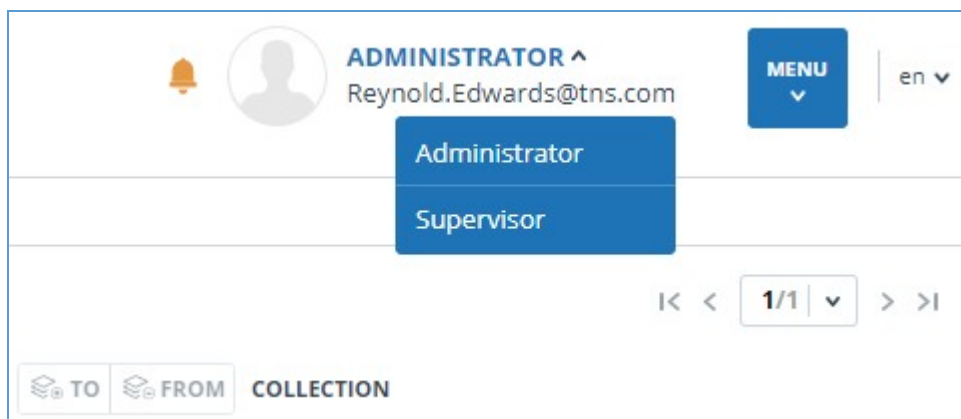 ADMINISTRATOR
Reynold.Edwards@tns.com
MENU
en
Administrator
Supervisor
1/1
TO FROM COLLECTION